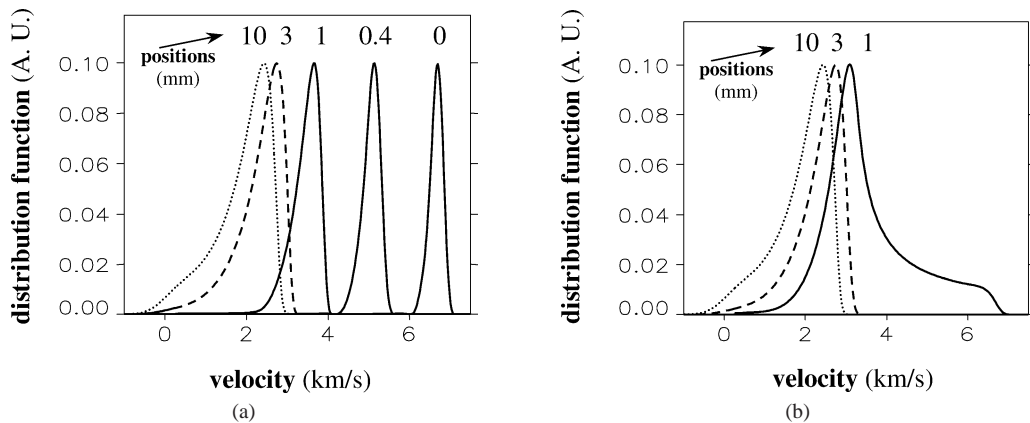 10 3 1 0.4 0
positions
(mm)
0.10
0.08
0.06
0.04
0.02
0.00
0 2 4 6
distribution function (A. U.)
velocity (km/s)
(a)
10 3 1
positions
(mm)
0.10
0.08
0.06
0.04
0.02
0.00
0 2 4 6
distribution function (A. U.)
velocity (km/s)
(b)